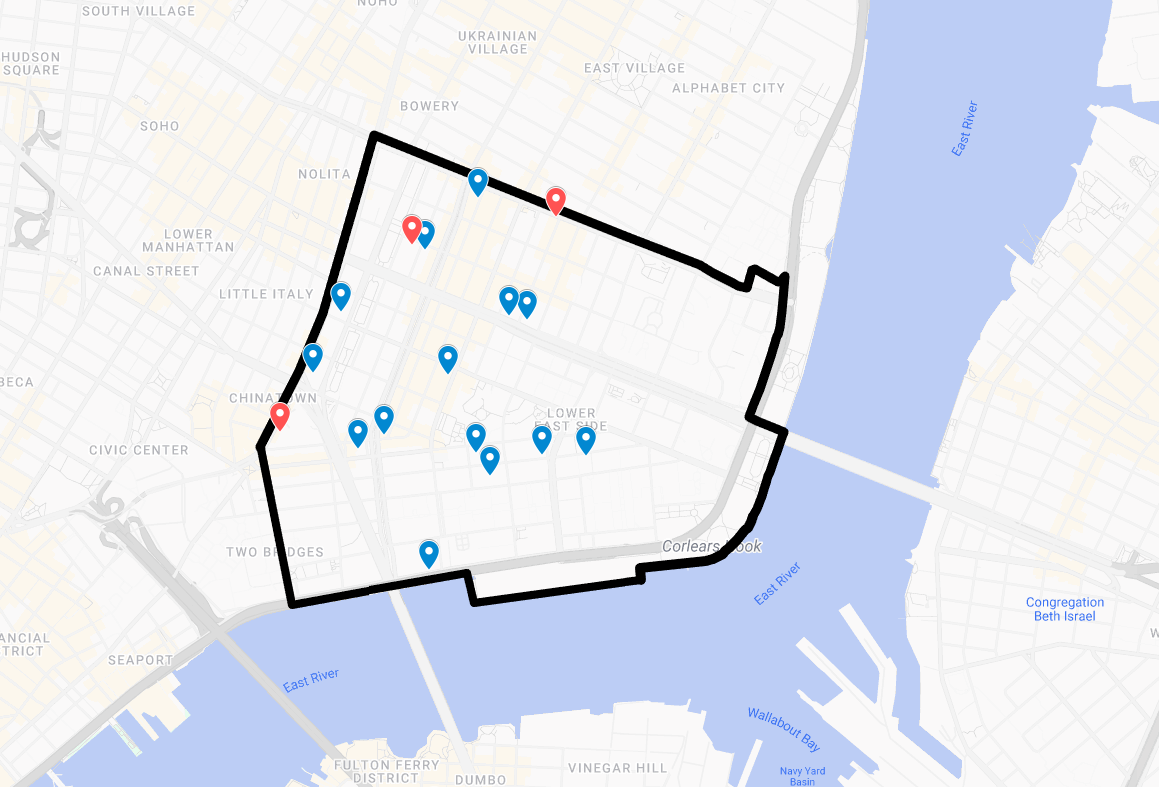 SOUTH VILLAGE
NOHO
UKRAINIAN
VILLAGE
HUDSON
SQUARE
EAST VILLAGE
ALPHABET CITY
BOWERY
East River
SOHO
NOLITA
LOWER
MANHATTAN
CANAL STREET
LITTLE ITALY
BECA
CHINATOWN
LOWER
EAST SIDE
CIVIC CENTER
TWO BRIDGES
Corlears Hook
East River
Congregation
Beth Israel
ANCIAL
TRICT
SEAPORT
W
East River
Wallabout Bay
FULTON FERRY
DISTRICT
DUMBO
VINEGAR HILL
Navy Yard
Basin